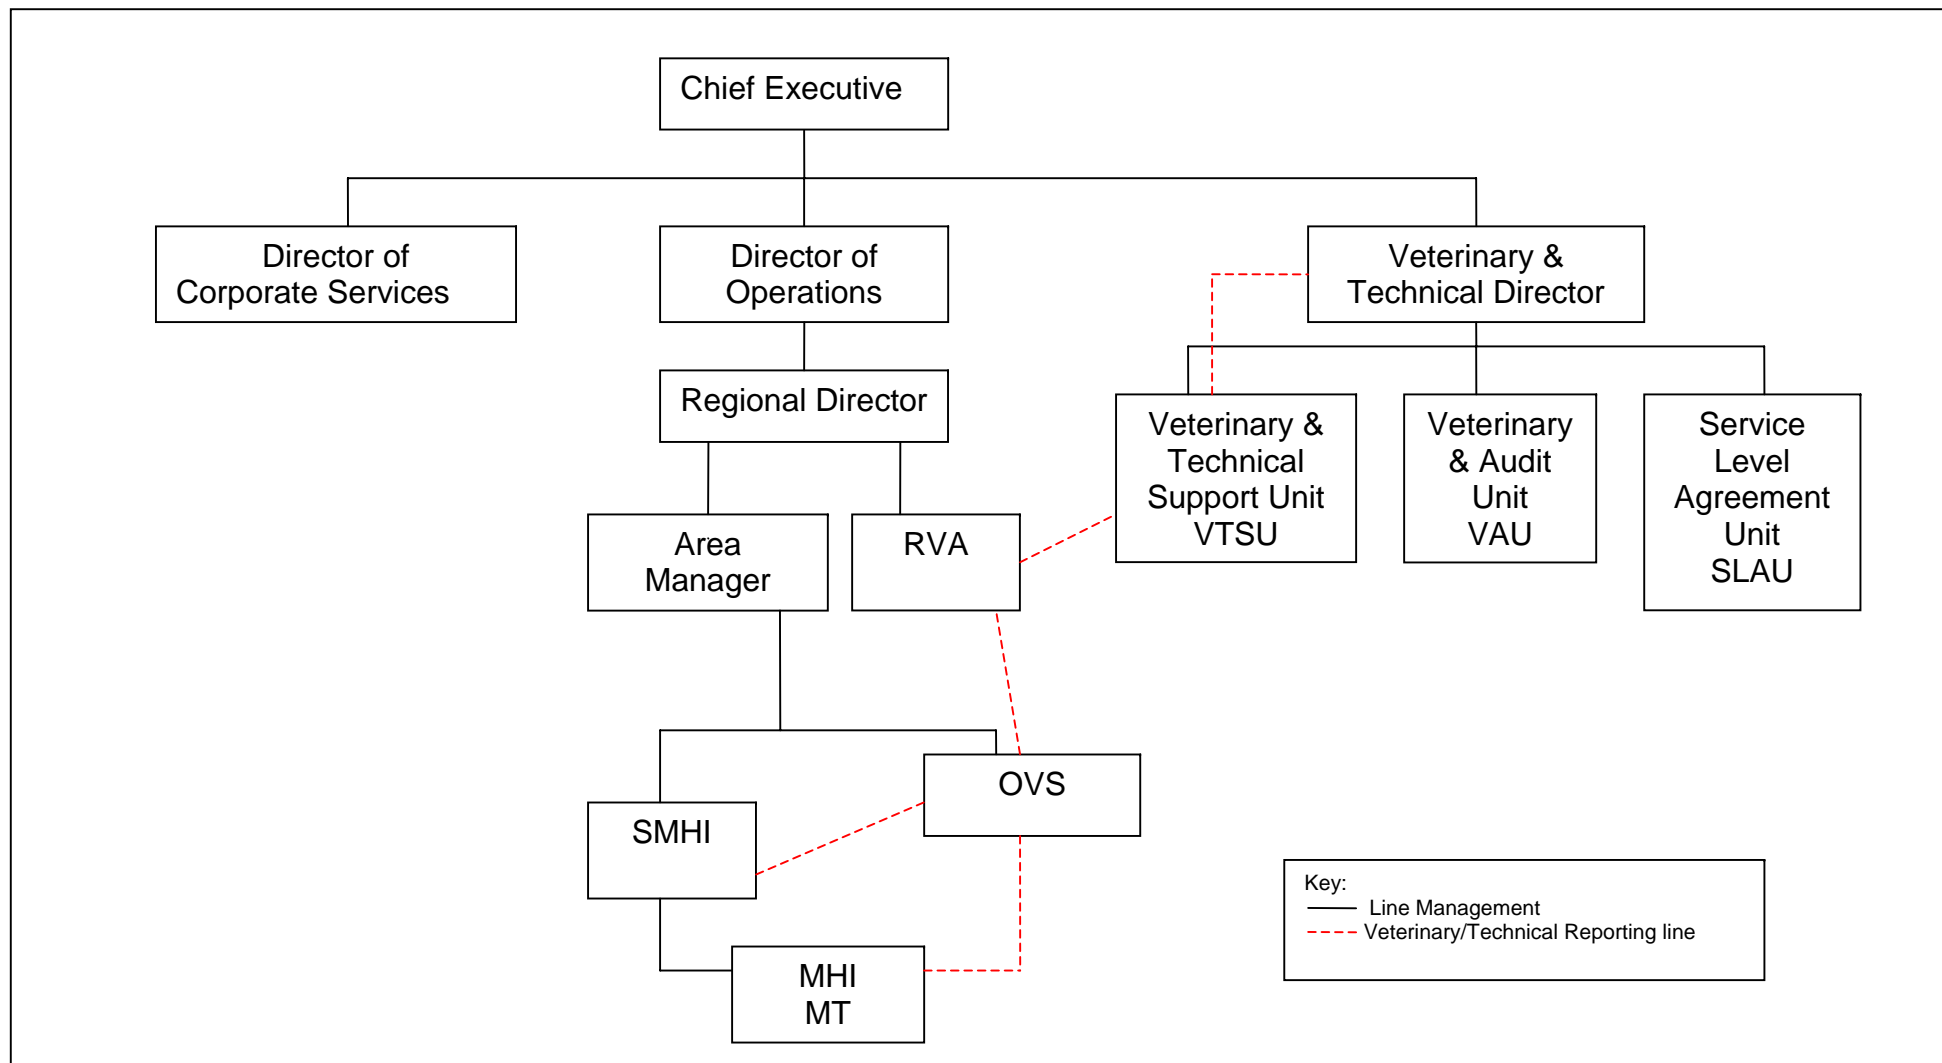 Chief Executive
Director of
Corporate Services
Director of
Operations
Veterinary &
Technical Director
Regional Director
Veterinary &
Technical
Support Unit
VTSU
Veterinary
& Audit
Unit
VAU
Service
Level
Agreement
Unit
SLAU
Area
Manager
RVA
OVS
SMHI
MHI
MT
Key:
Line Management
Veterinary/Technical Reporting line